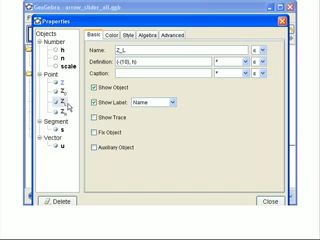 GeoGebra - arrow_slider_all.ggb
Properties
Objects
Number
h
n
scale
Point
Z
Segment
s
Vector
u
Delete
Basic Color Style Algebra Advanced
Name: Z_L
Definition: (-(10), h)
Caption:
Show Object
Show Label: Name
Show Trace
Fix Object
Auxiliary Object
Close